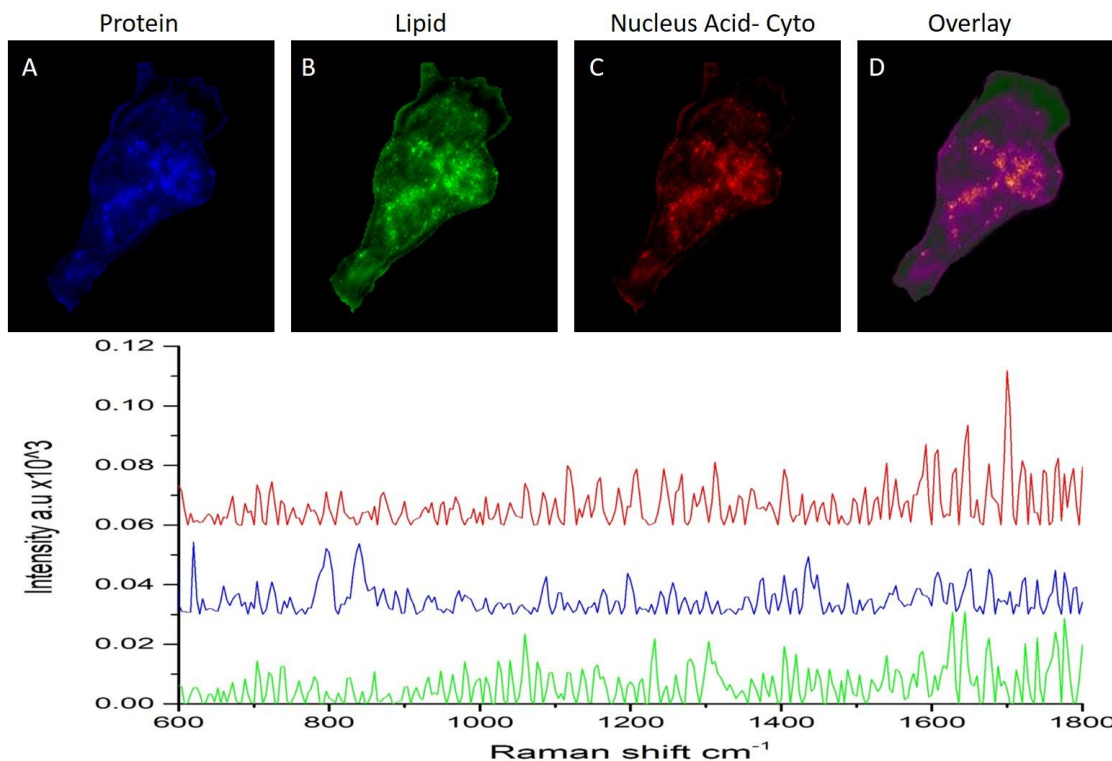 Protein Lipid Nucleus Acid- Cyto Overlay
A B C D
0.12
0.10
0.08
0.06
0.04
0.02
0.00
Intensity a.u x10^3
600 800 1000 1200 1400 1600 1800
Raman shift cm⁻¹